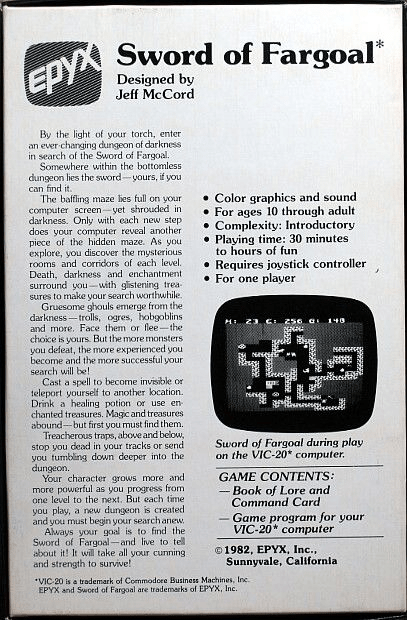 EPYX
Sword of Fargoal*
Designed by
Jeff McCord
By the light of your torch, enter
an ever-changing dungeon of darkness
in search of the Sword of Fargoal.
Somewhere within the bottomless
dungeon lies the sword—yours, if you
can find it.
The baffling maze lies full on your
computer screen—yet shrouded in
darkness. Only with each new step
does your computer reveal another
piece of the hidden maze. As you
explore, you discover the mysterious
rooms and corridors of each level.
Death, darkness and enchantment
surround you—with glistening trea-
sures to make your search worthwhile.
Gruesome ghouls emerge from the
darkness—trolls, ogres, hobgoblins
and more. Face them or flee—the
choice is yours. But the more monsters
you defeat, the more experienced you
become and the more successful your
search will be!
Cast a spell to become invisible or
teleport yourself to another location.
Drink a healing potion or use en-
chanted treasures. Magic and treasures
abound—but first you must find them.
Treacherous traps, above and below,
stop you dead in your tracks or send
you tumbling down deeper into the
dungeon.
Your character grows more and
more powerful as you progress from
one level to the next. But each time
you play, a new dungeon is created
and you must begin your search anew.
Always your goal is to find the
Sword of Fargoal—and live to tell
about it! It will take all your cunning
and strength to survive!
• Color graphics and sound
• For ages 10 through adult
• Complexity: Introductory
• Playing time: 30 minutes
to hours of fun
• Requires joystick controller
• For one player
H: 23 C: 256 G: 140
Sword of Fargoal during play
on the VIC-20* computer.
GAME CONTENTS:
—Book of Lore and
Command Card
—Game program for your
VIC-20* computer
©1982, EPYX, Inc.,
Sunnyvale, California
*VIC-20 is a trademark of Commodore Business Machines, Inc.
EPYX and Sword of Fargoal are trademarks of EPYX, Inc.